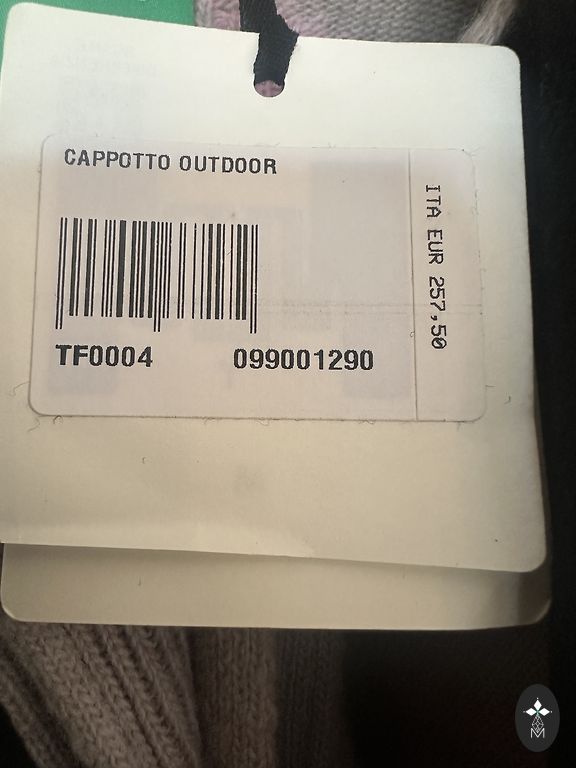 CAPPOTTO OUTDOOR
ITA EUR 257,50
TF0004 099001290
M